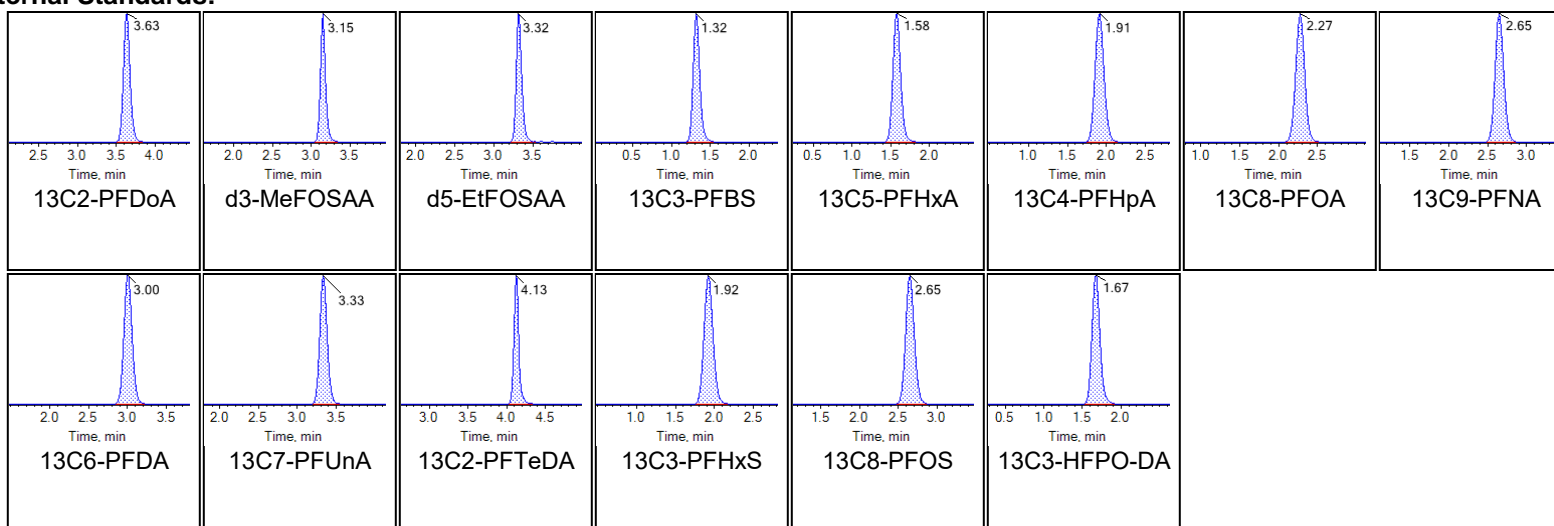 ternal Standards:
3.63
2.5 3.0 3.5 4.0
Time, min
13C2-PFDoA
3.15
2.0 2.5 3.0 3.5
Time, min
d3-MeFOSAA
3.32
2.0 2.5 3.0 3.5
Time, min
d5-EtFOSAA
1.32
0.5 1.0 1.5 2.0
Time, min
13C3-PFBS
1.58
0.5 1.0 1.5 2.0
Time, min
13C5-PFHxA
1.91
1.0 1.5 2.0 2.5
Time, min
13C4-PFHpA
2.27
1.0 1.5 2.0 2.5
Time, min
13C8-PFOA
2.65
1.5 2.0 2.5 3.0
Time, min
13C9-PFNA
3.00
2.0 2.5 3.0 3.5
Time, min
13C6-PFDA
3.33
2.0 2.5 3.0 3.5
Time, min
13C7-PFUnA
4.13
3.0 3.5 4.0 4.5
Time, min
13C2-PFTeDA
1.92
1.0 1.5 2.0 2.5
Time, min
13C3-PFHxS
2.65
1.5 2.0 2.5 3.0
Time, min
13C8-PFOS
1.67
0.5 1.0 1.5 2.0
Time, min
13C3-HFPO-DA